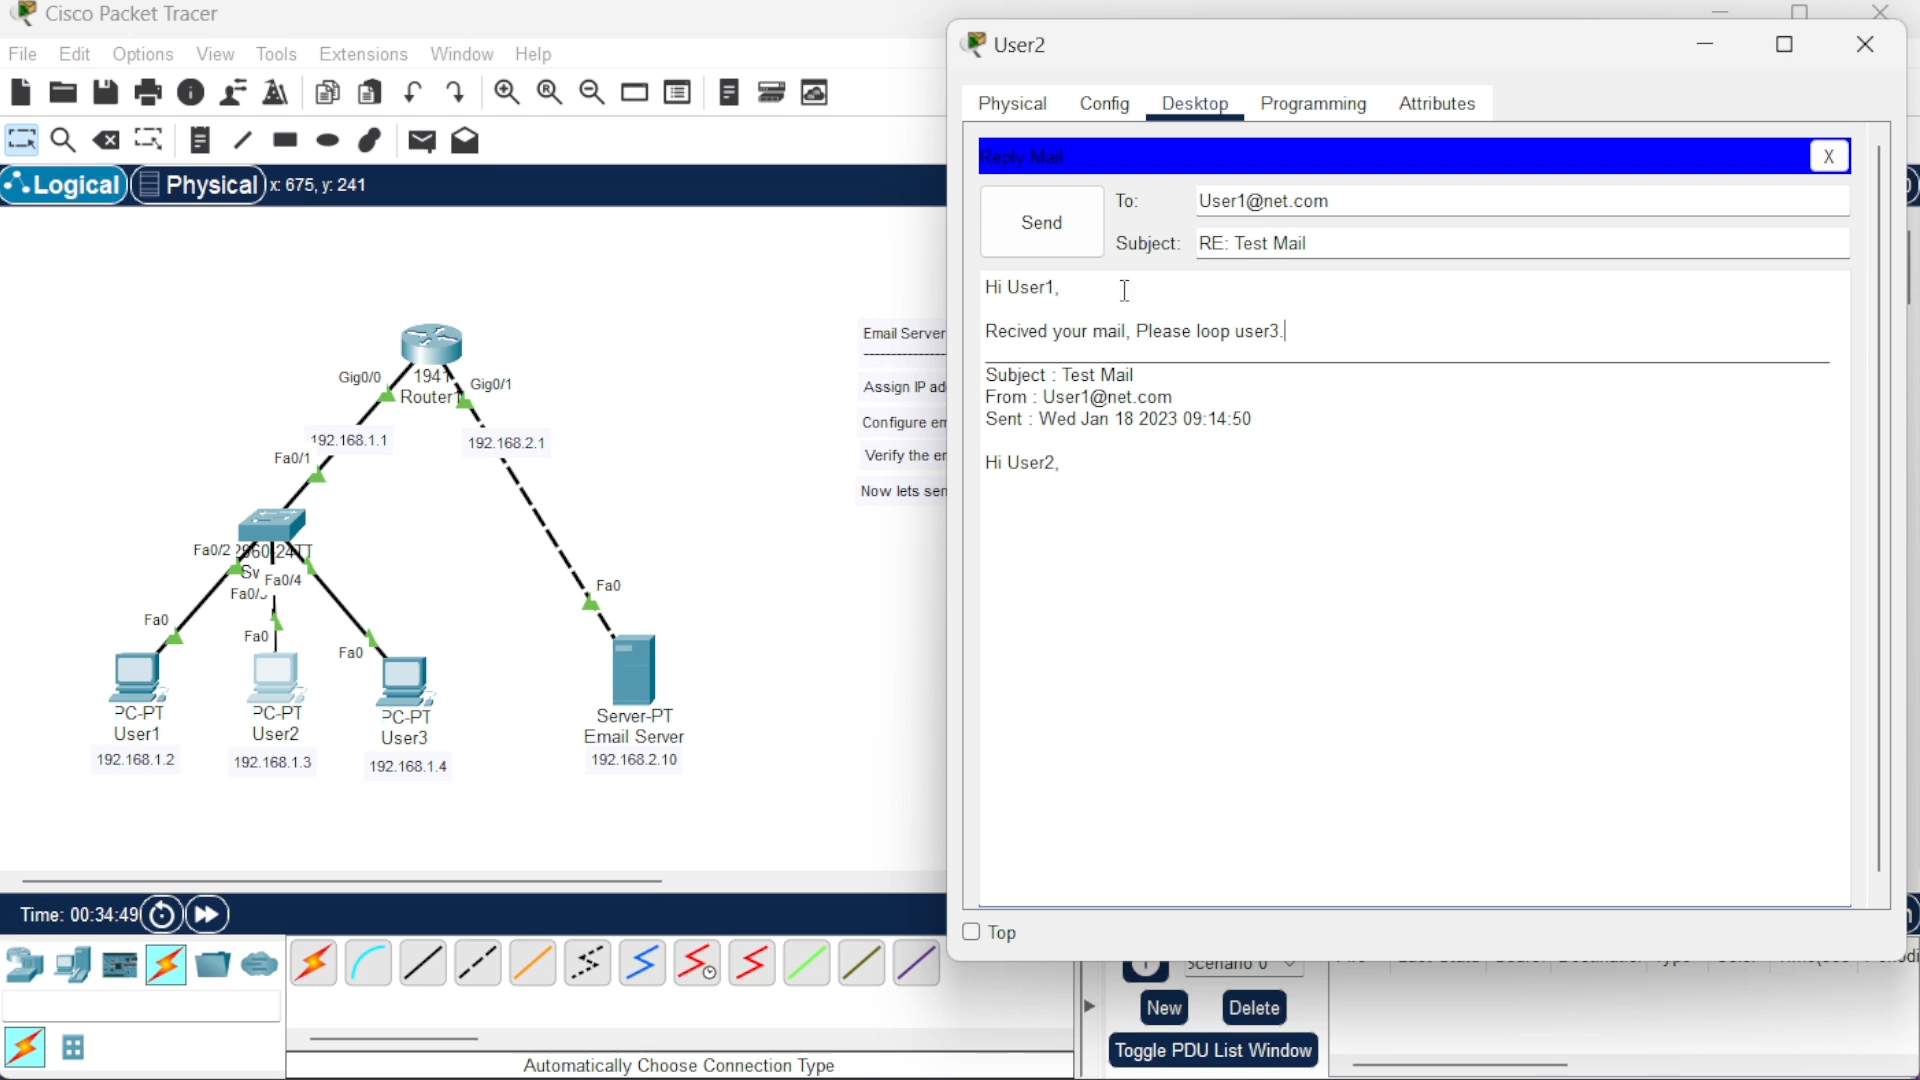 Cisco Packet Tracer
File Edit Options View Tools Extensions Window Help
Logical Physical x: 675, y: 241
Gig0/0
1941
Router1
Gig0/1
192.168.1.1
192.168.2.1
Fa0/1
Fa0/2
2960-24TT
Fa0/4
Fa0
Fa0
Fa0
Fa0
PC-PT
User1
192.168.1.2
PC-PT
User2
192.168.1.3
PC-PT
User3
192.168.1.4
Server-PT
Email Server
192.168.2.10
Email Server
--------------------
Assign IP ad
Configure em
Verify the en
Now lets sen
Time: 00:34:49
Automatically Choose Connection Type
Scenario 0
New Delete
Toggle PDU List Window
User2
Physical Config Desktop Programming Attributes
Reply Mail
X
Send
To: User1@net.com
Subject: RE: Test Mail
Hi User1,
Recived your mail, Please loop user3.
Subject : Test Mail
From : User1@net.com
Sent : Wed Jan 18 2023 09:14:50
Hi User2,
Top